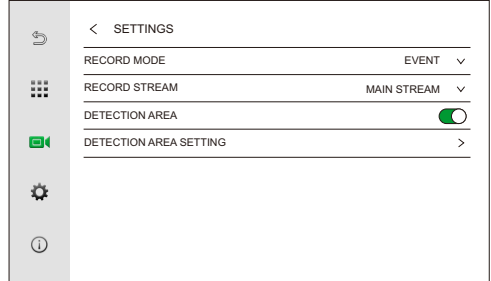 SETTINGS
RECORD MODE EVENT
RECORD STREAM MAIN STREAM
DETECTION AREA
DETECTION AREA SETTING